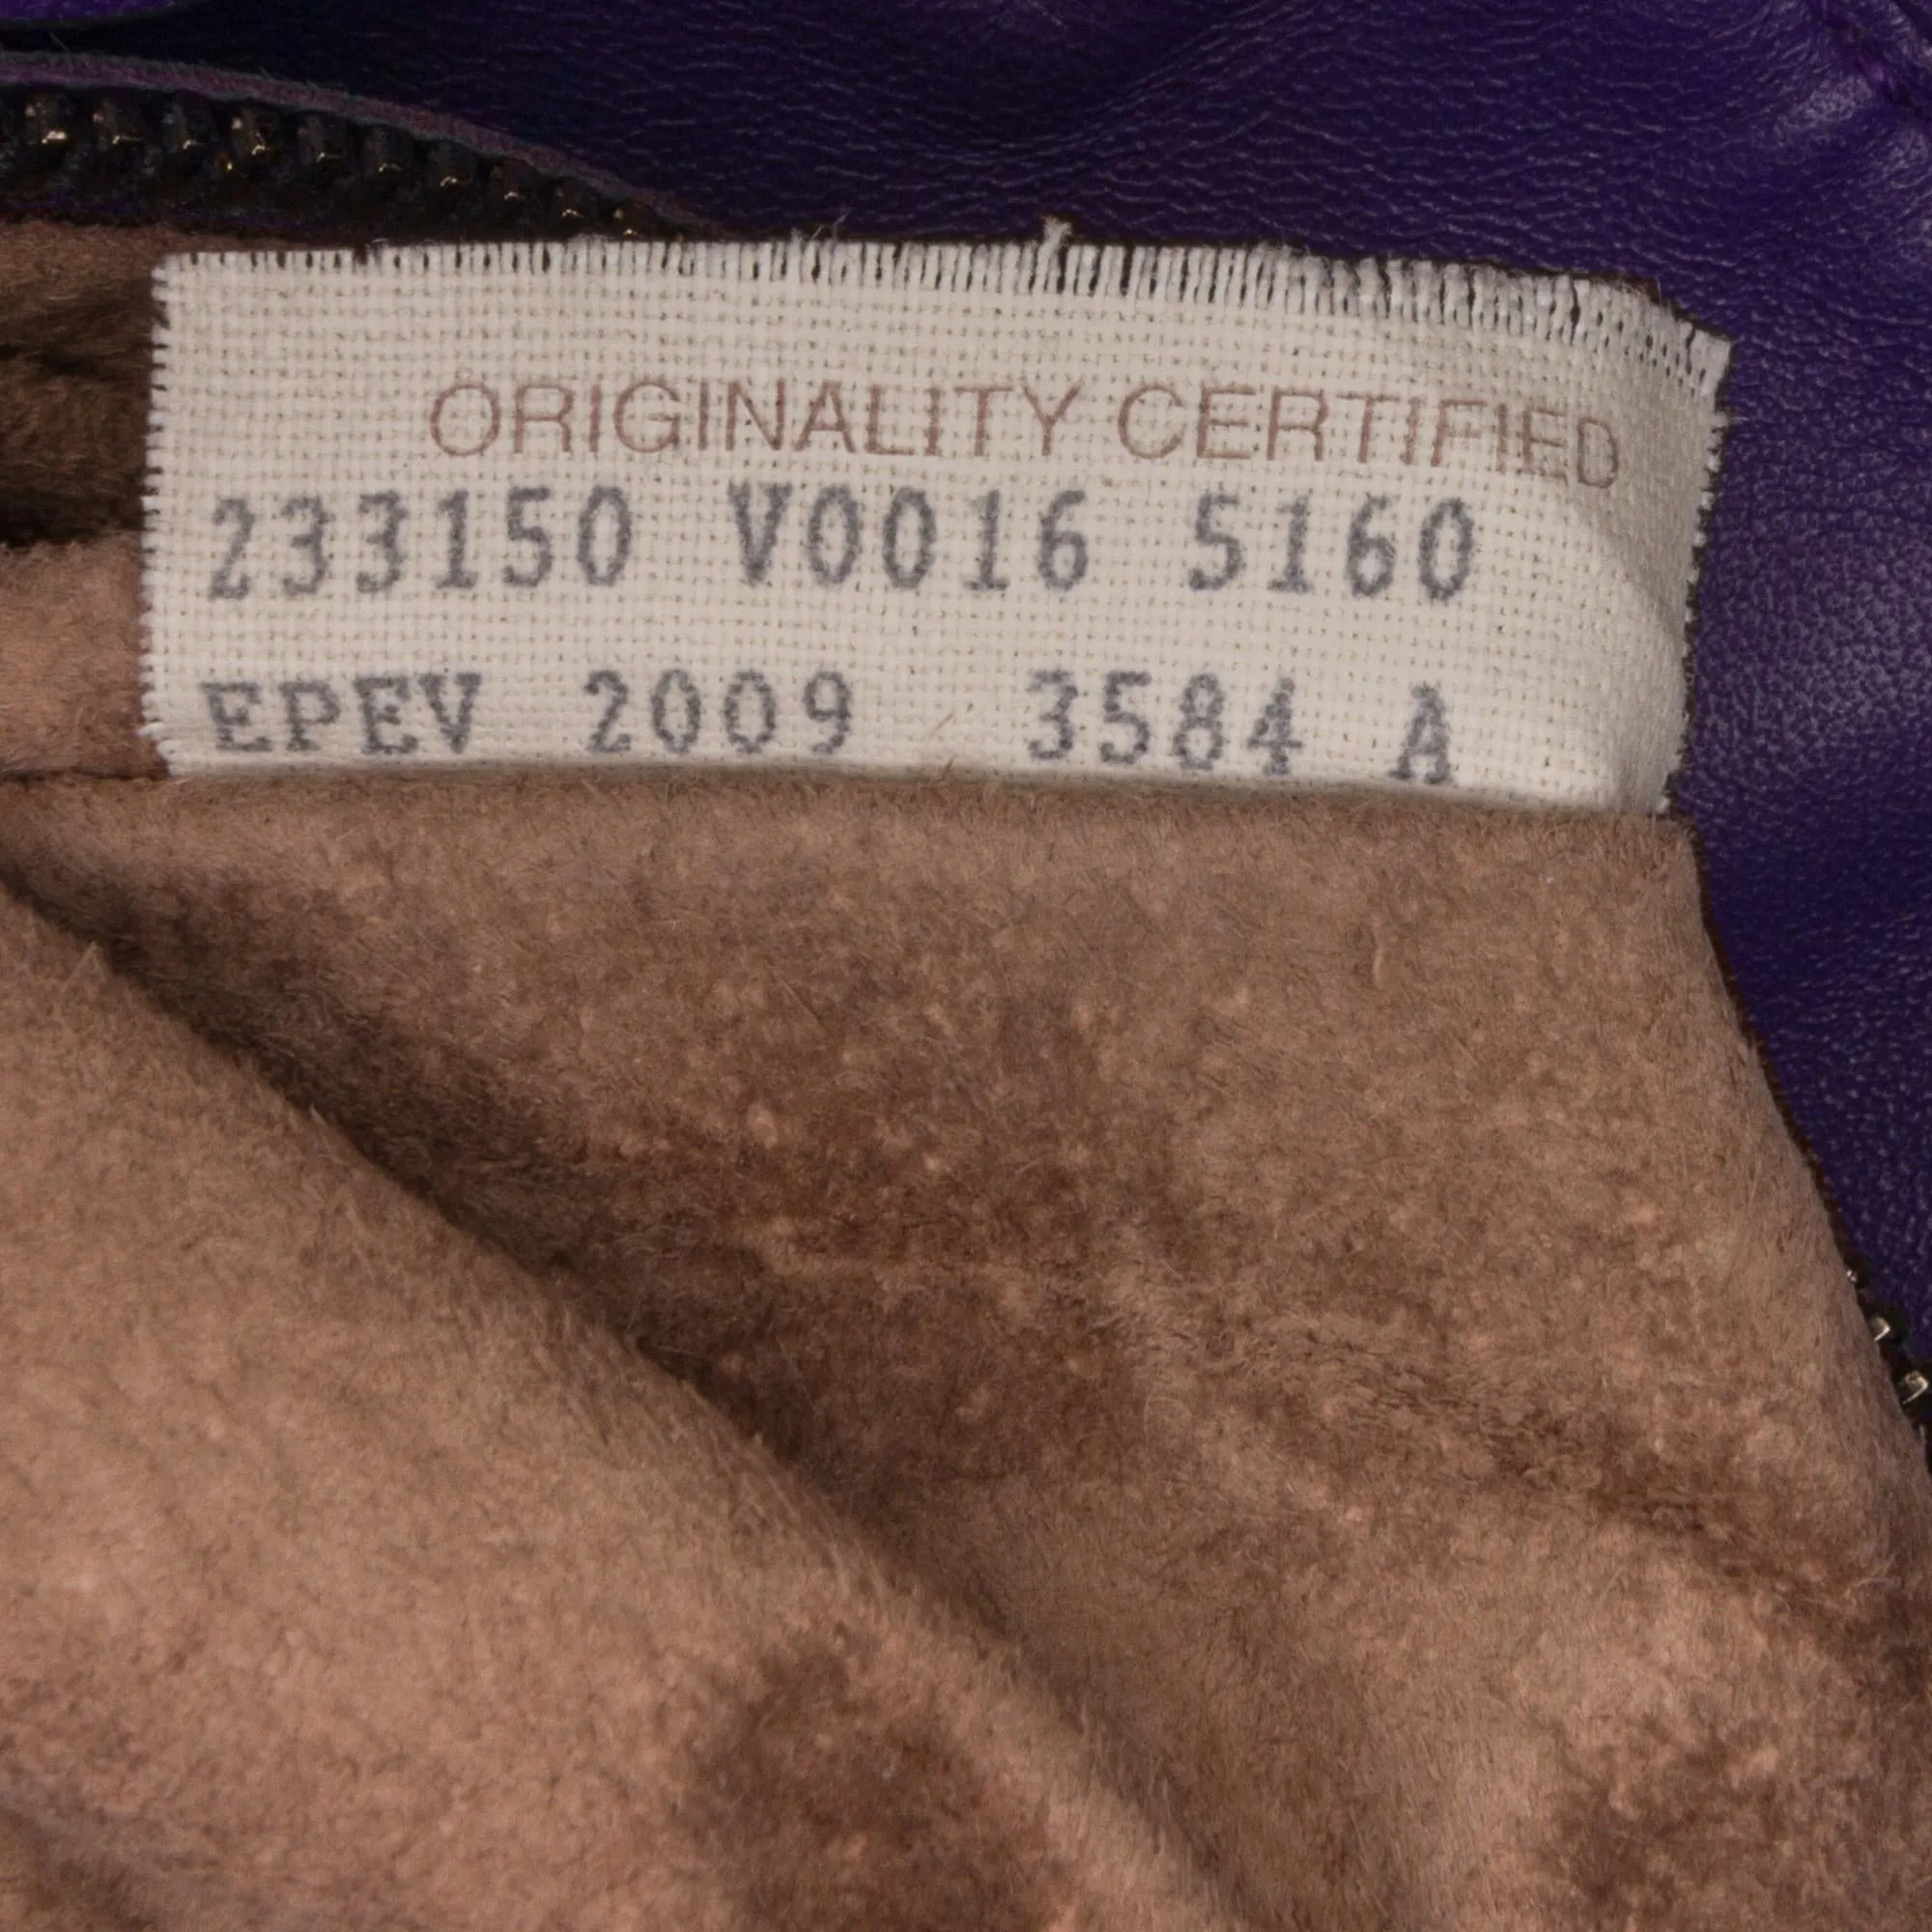 ORIGINALITY CERTIFIED
233150 V0016 5160
EPEV 2009 3584 A